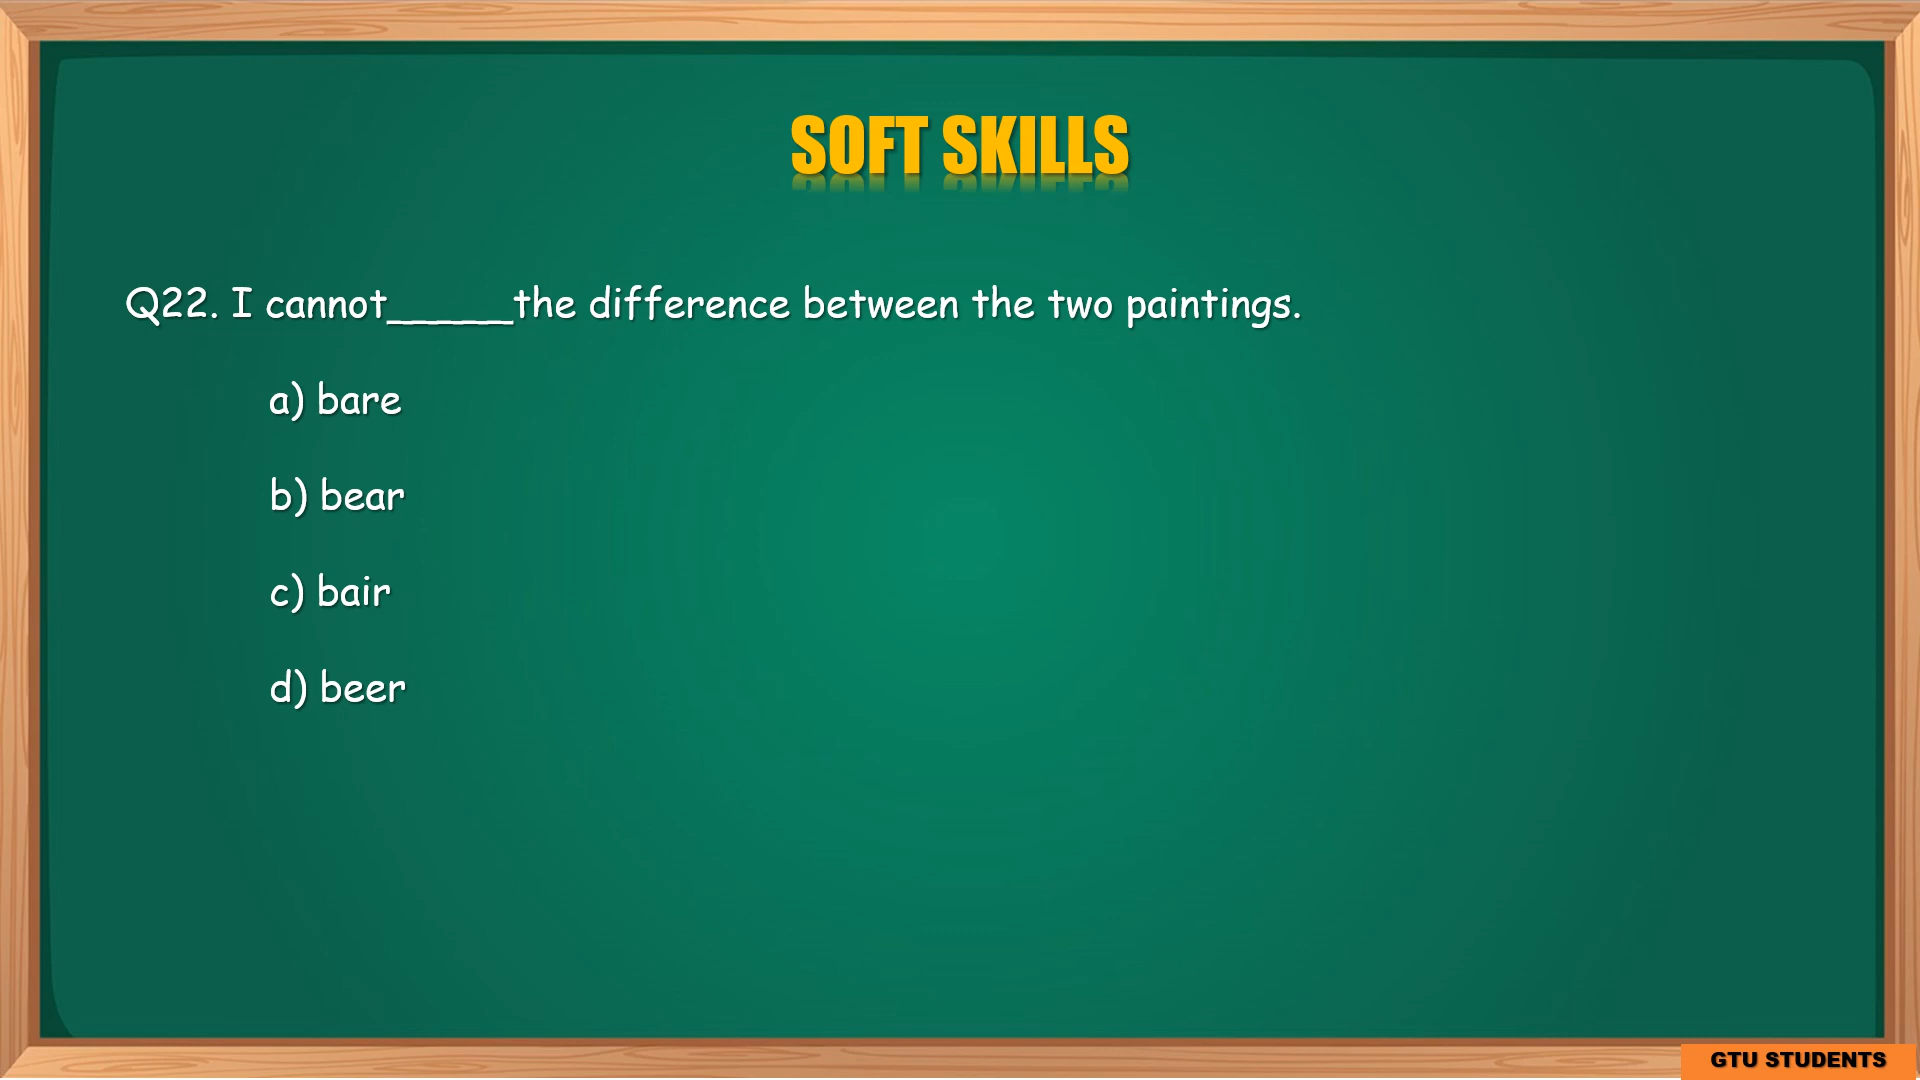 SOFT SKILLS
Q22. I cannot_____the difference between the two paintings.
a) bare
b) bear
c) bair
d) beer
GTU STUDENTS